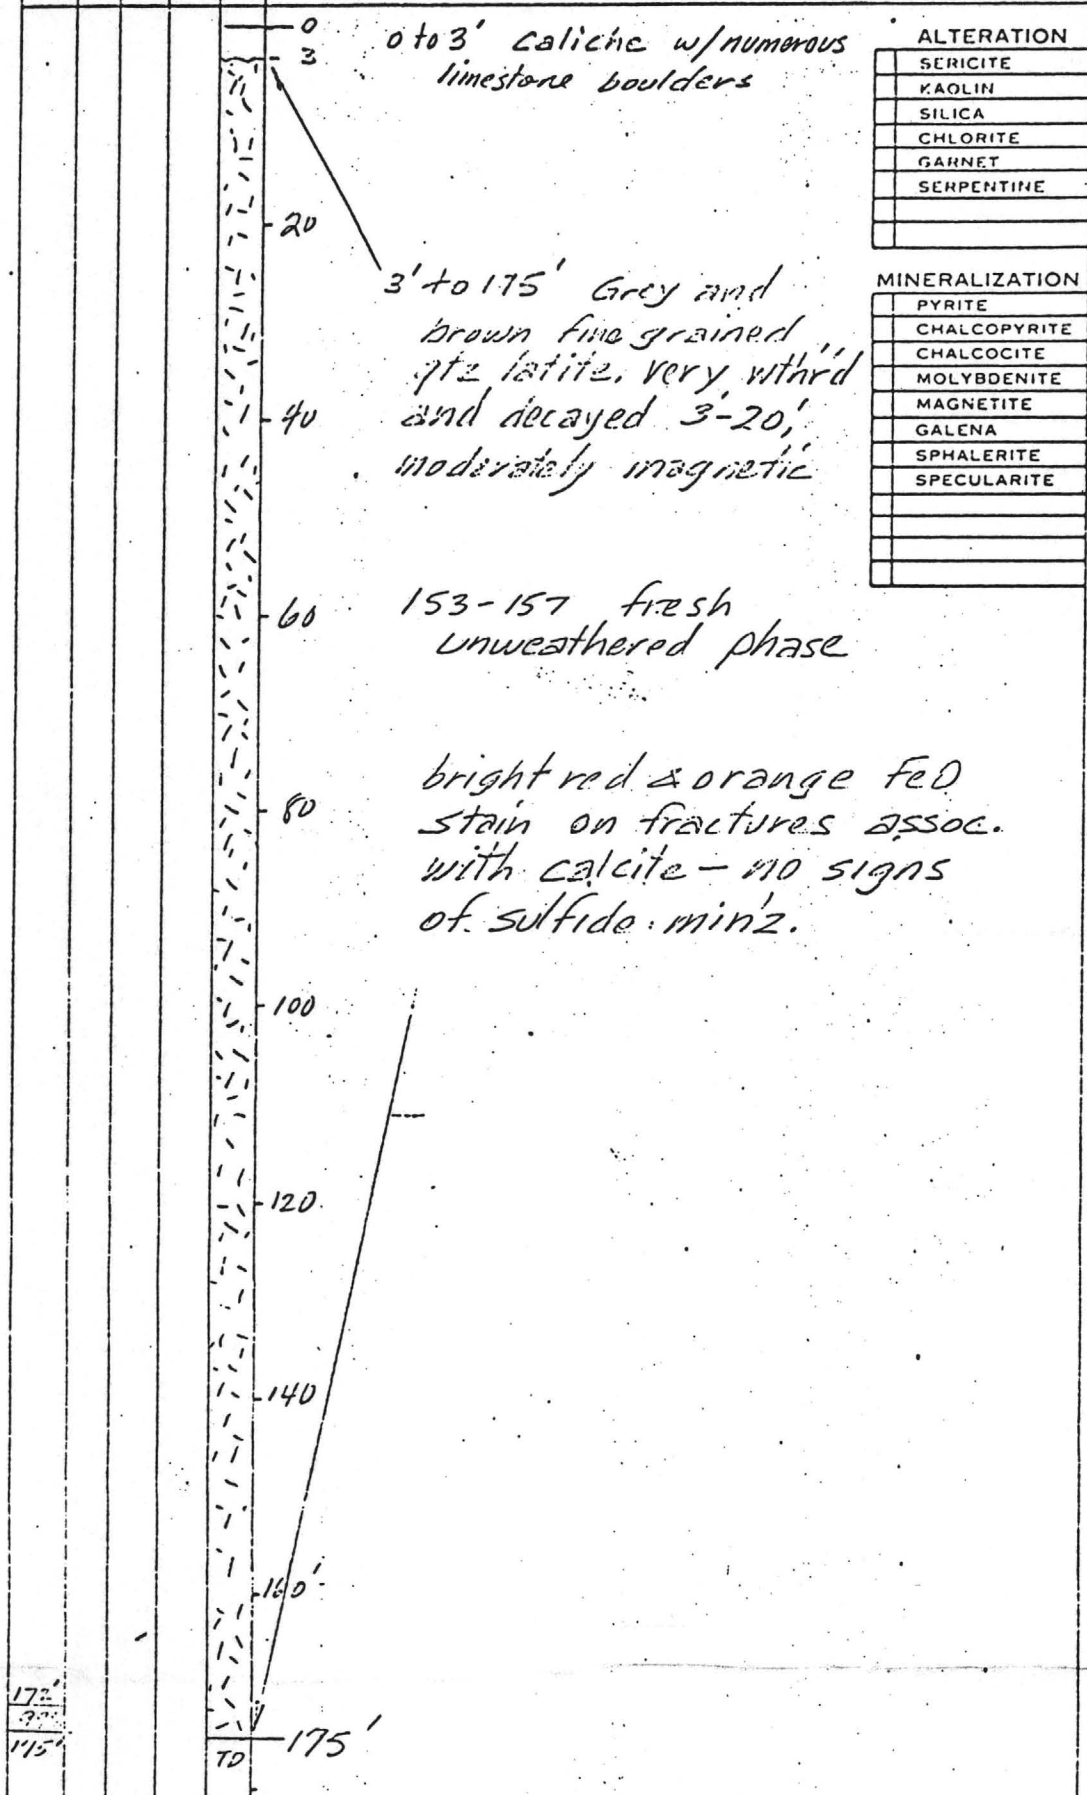 0
3
0 to 3' Caliche w/numerous
limestone boulders
ALTERATION
SERICITE
KAOLIN
SILICA
CHLORITE
GARNET
SERPENTINE
20
3' to 175' Grey and
brown fine grained
qtz latite. Very wthrd
and decayed 3'-20',
moderately magnetic
MINERALIZATION
PYRITE
CHALCOPYRITE
CHALCOCITE
MOLYBDENITE
MAGNETITE
GALENA
SPHALERITE
SPECULARITE
40
60
153-157 fresh
unweathered phase
bright red & orange FeO
stain on fractures assoc.
with calcite - no signs
of sulfide min'z.
80
100
120
140
160'
172'
175'
TD
175'